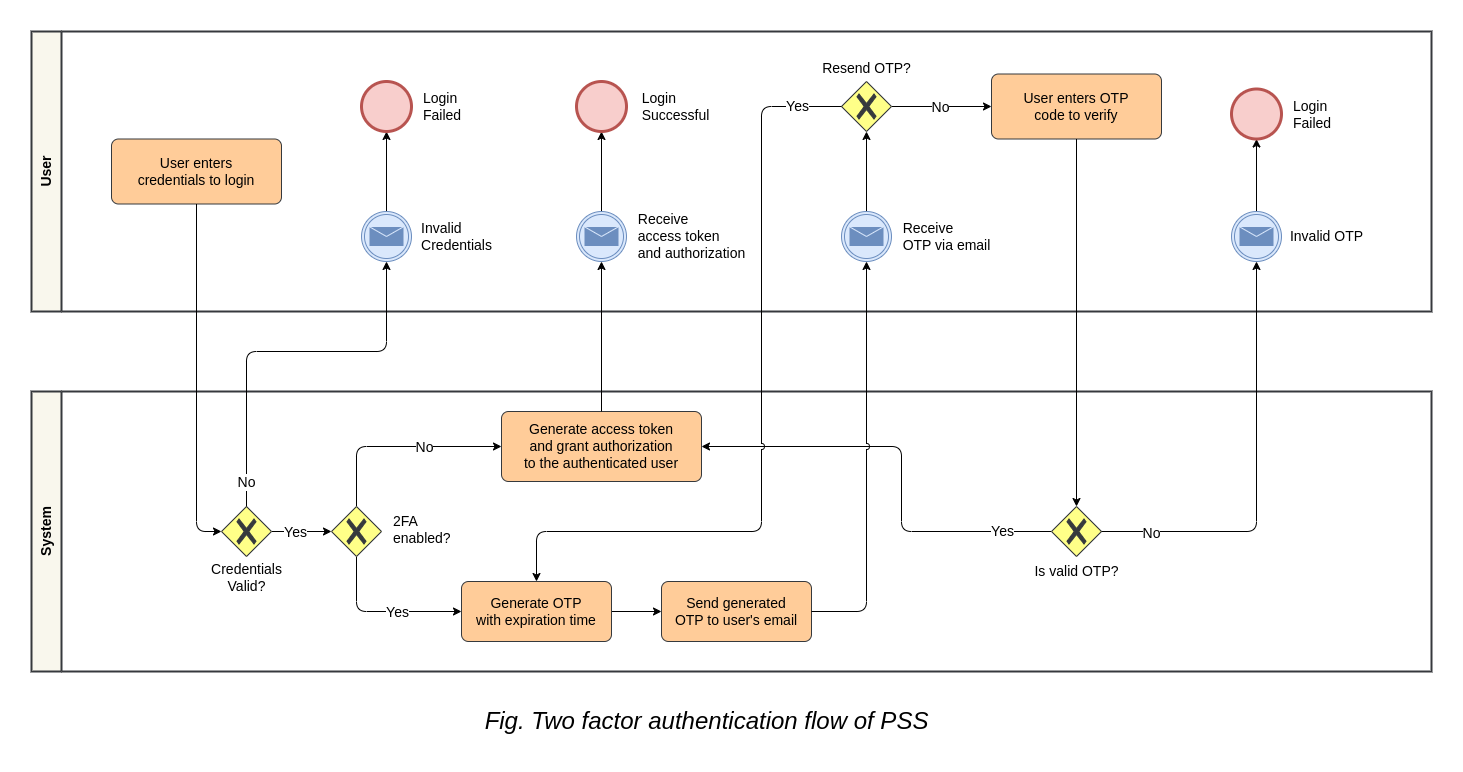 User
User enters
credentials to login
Login
Failed
Invalid
Credentials
Login
Successful
Receive
access token
and authorization
Resend OTP?
Yes
No
Receive
OTP via email
User enters OTP
code to verify
Login
Failed
Invalid OTP
System
No
Credentials
Valid?
Yes
2FA
enabled?
No
Yes
Generate access token
and grant authorization
to the authenticated user
Generate OTP
with expiration time
Send generated
OTP to user's email
Yes
Is valid OTP?
No
Fig. Two factor authentication flow of PSS